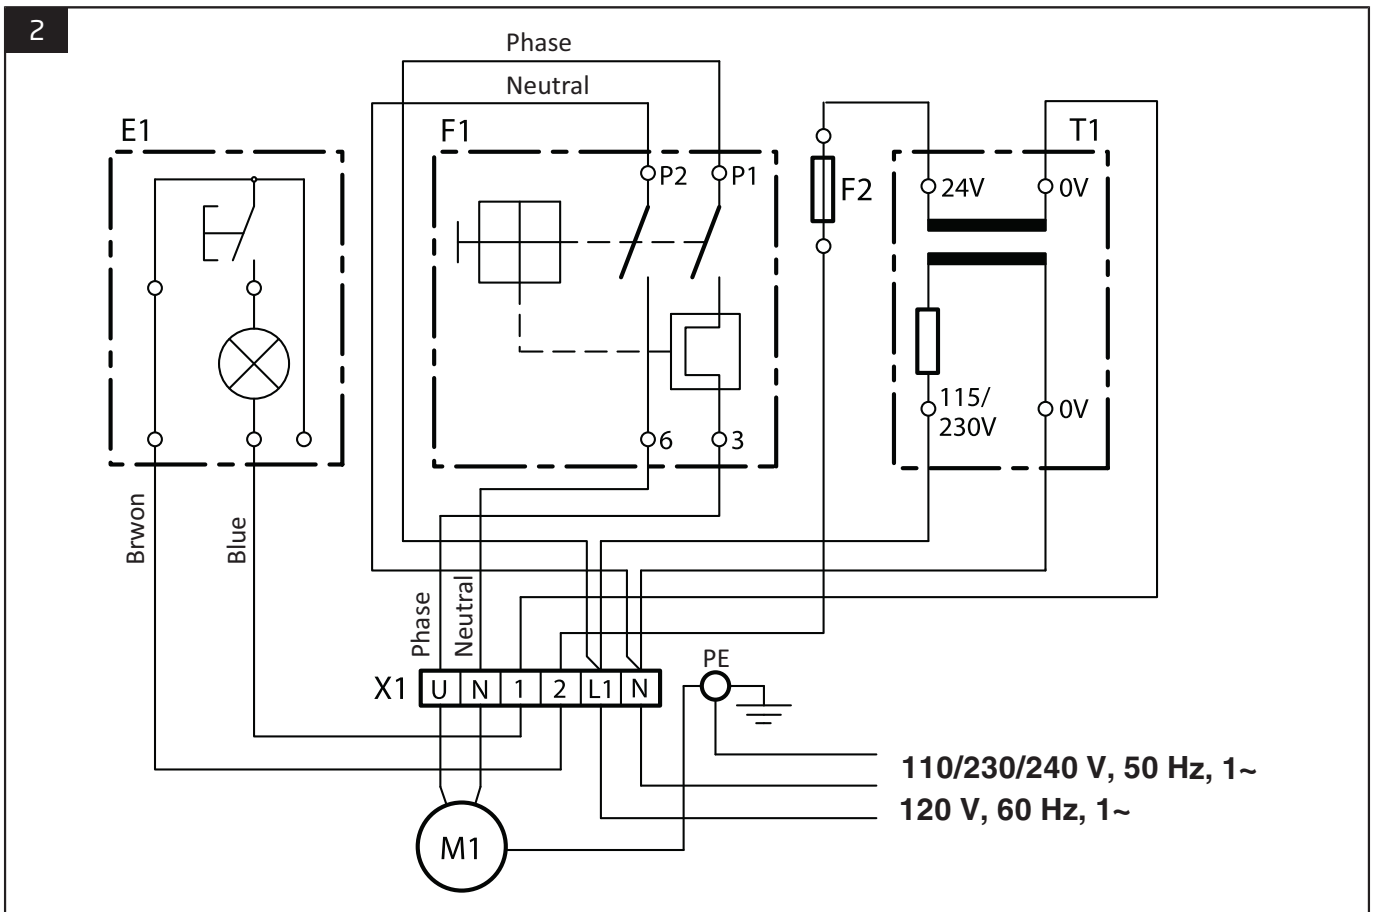 2
Phase
Neutral
E1
F1
T1
P2
P1
F2
24V
0V
115/
230V
0V
6
3
Brwon
Blue
Phase
Neutral
PE
X1
U N 1 2 L1 N
110/230/240 V, 50 Hz, 1~
120 V, 60 Hz, 1~
M1